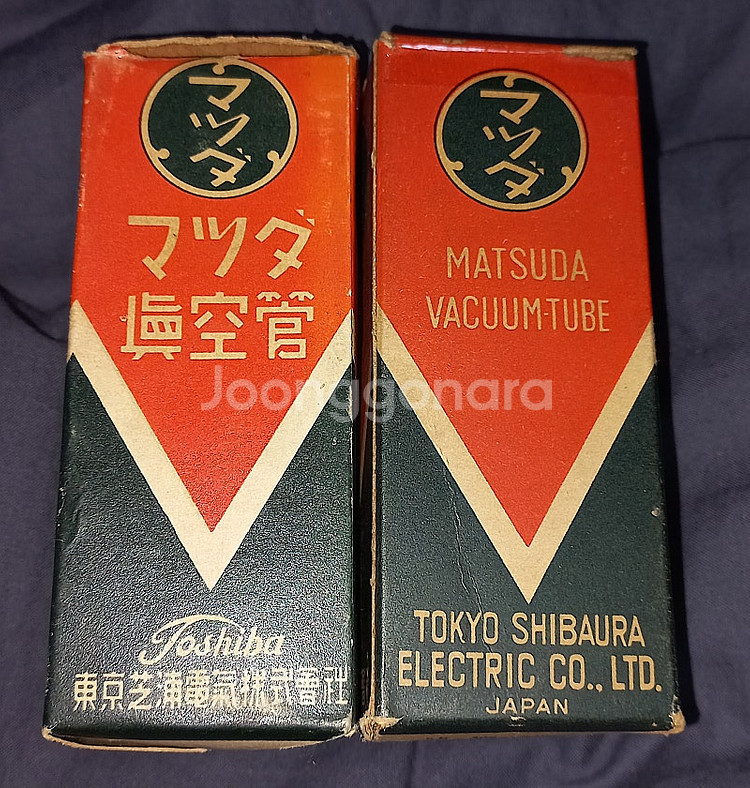 マツダ
マツダ
眞空管
Toshiba
東京芝浦電氣株式會社
マツダ
MATSUDA
VACUUM-TUBE
TOKYO SHIBAURA
ELECTRIC CO., LTD.
JAPAN
Joonggonara